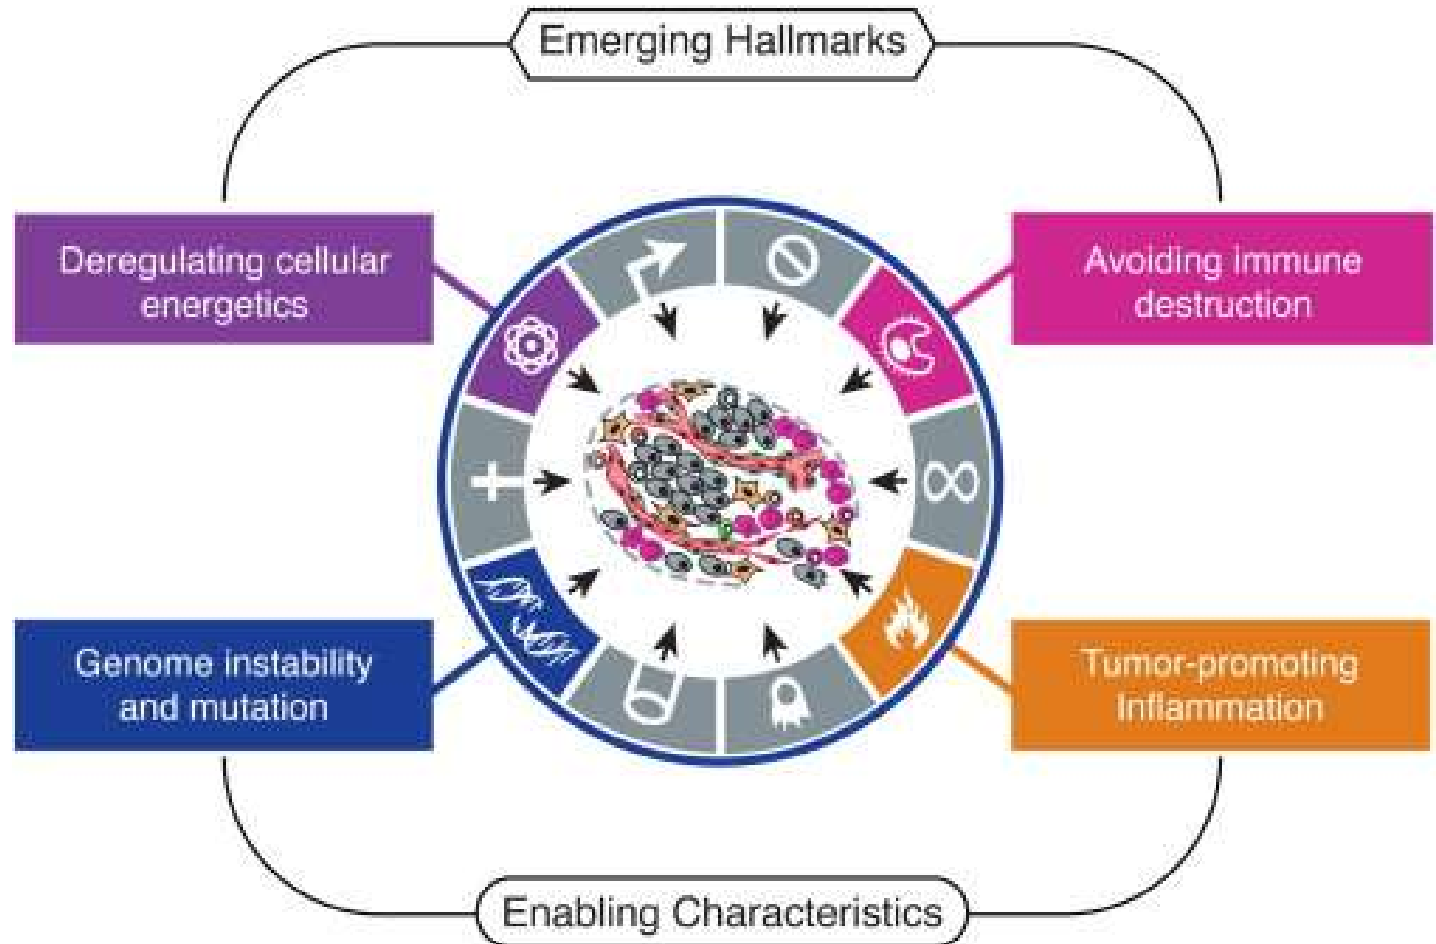 Emerging Hallmarks
Deregulating cellular
energetics
Avoiding immune
destruction
Genome instability
and mutation
Tumor-promoting
Inflammation
Enabling Characteristics